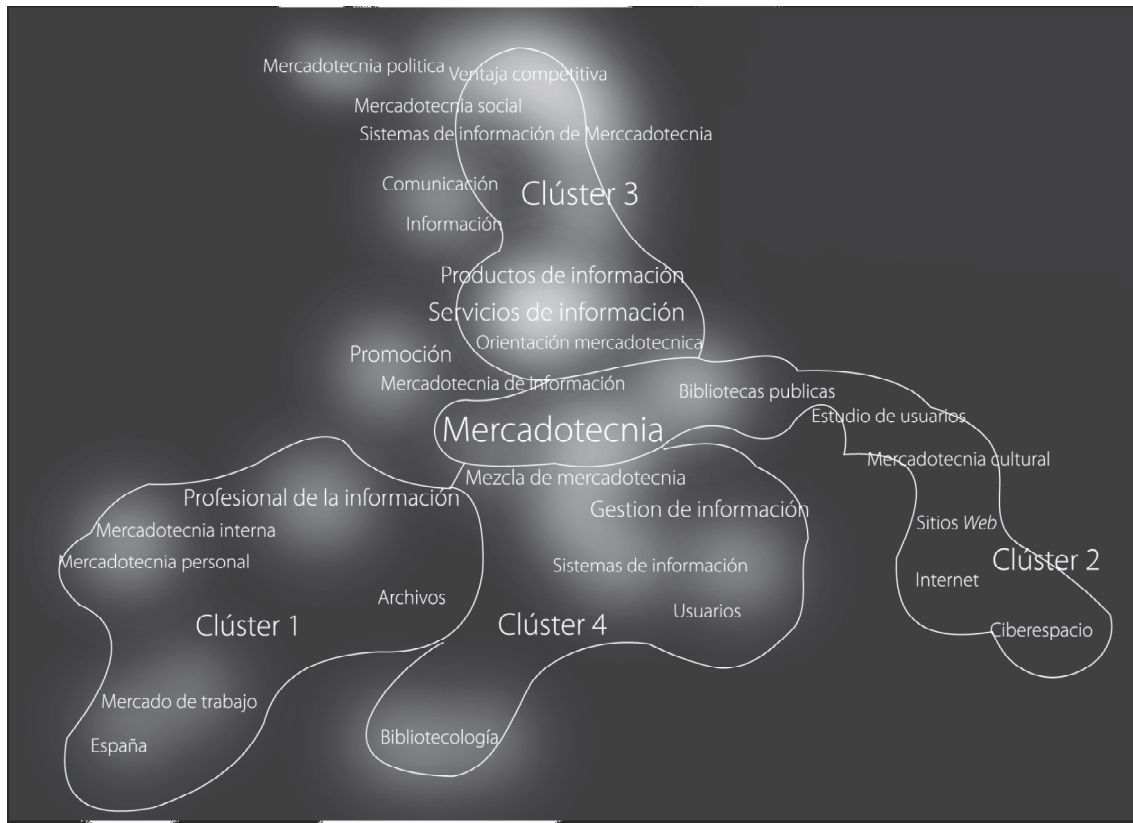 Mercadotecnia politica
Ventaja competitiva
Mercadotecnia social
Sistemas de información de Merccadotecnia
Comunicación
Clúster 3
Información
Productos de información
Servicios de información
Orientación mercadotecnica
Promoción
Mercadotecnia de Información
Bibliotecas publicas
Estudio de usuarios
Mercadotecnia
Mercadotecnia cultural
Mezcla de mercadotecnia
Profesional de la información
Gestion de información
Sitios Web
Mercadotecnia interna
Mercadotecnia personal
Sistemas de información
Clúster 2
Internet
Archivos
Usuarios
Clúster 1
Clúster 4
Ciberespacio
Mercado de trabajo
Bibliotecología
España